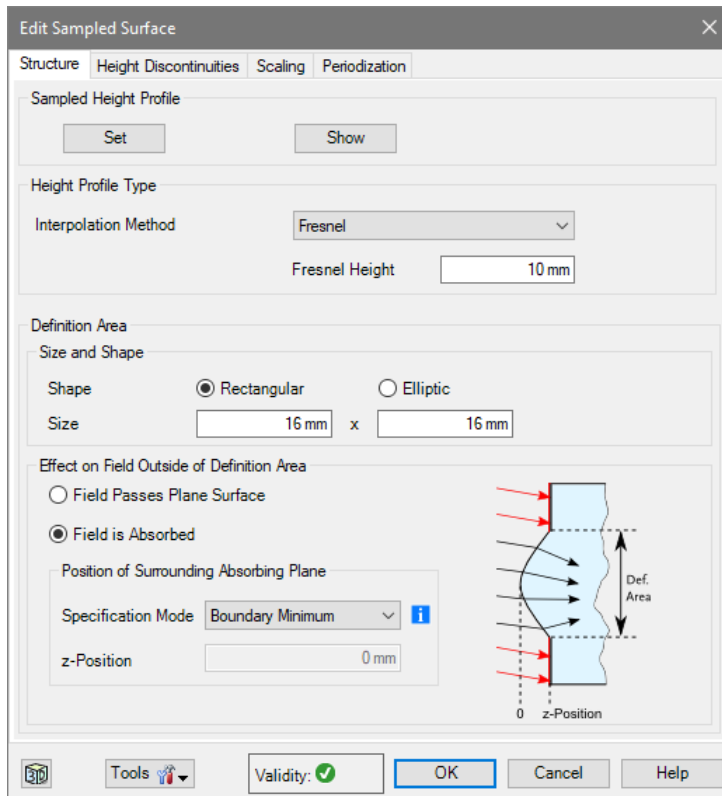 Edit Sampled Surface
Structure Height Discontinuities Scaling Periodization
Sampled Height Profile
Set Show
Height Profile Type
Interpolation Method Fresnel
Fresnel Height 10 mm
Definition Area
Size and Shape
Shape Rectangular Elliptic
Size 16 mm x 16 mm
Effect on Field Outside of Definition Area
Field Passes Plane Surface
Field is Absorbed
Position of Surrounding Absorbing Plane
Specification Mode Boundary Minimum i
z-Position 0 mm
Def.
Area
0 z-Position
3D Tools Validity: OK Cancel Help